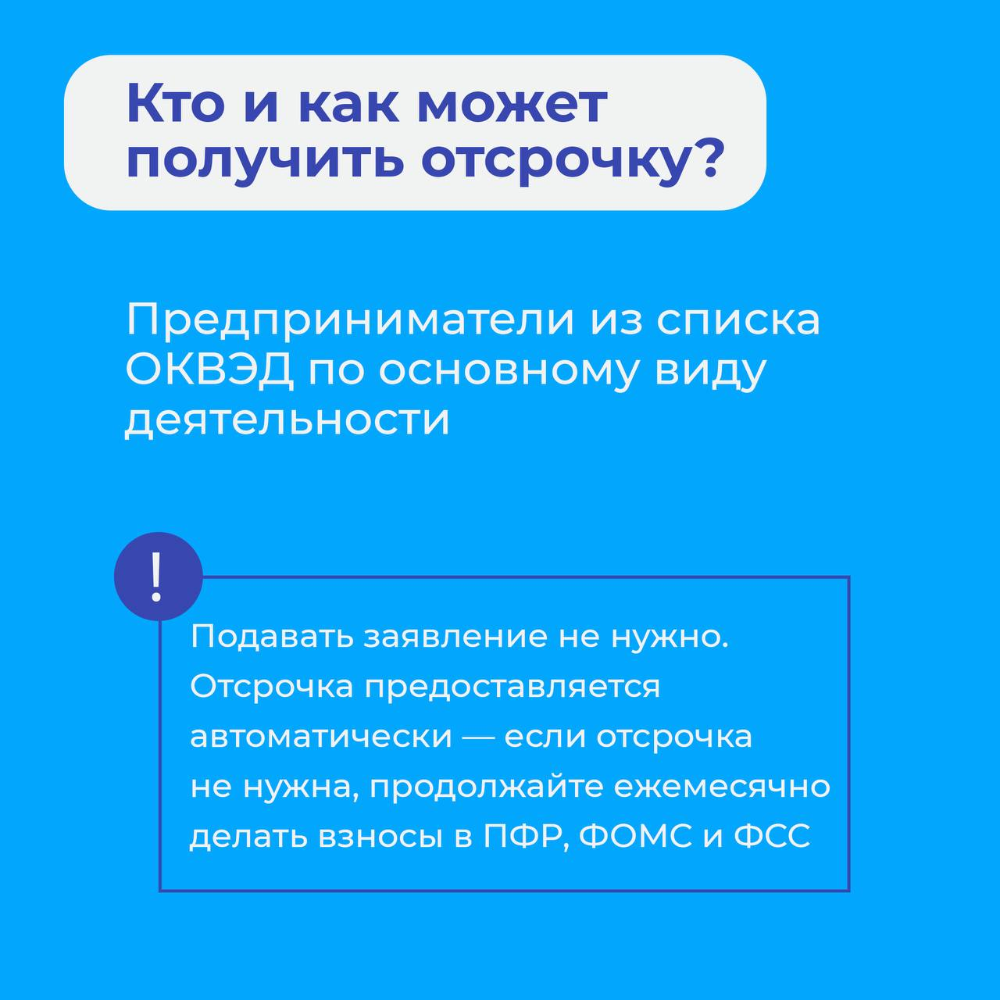 Кто и как может
получить отсрочку?
Предприниматели из списка
ОКВЭД по основному виду
деятельности
!
Подавать заявление не нужно.
Отсрочка предоставляется
автоматически — если отсрочка
не нужна, продолжайте ежемесячно
делать взносы в ПФР, ФОМС и ФСС